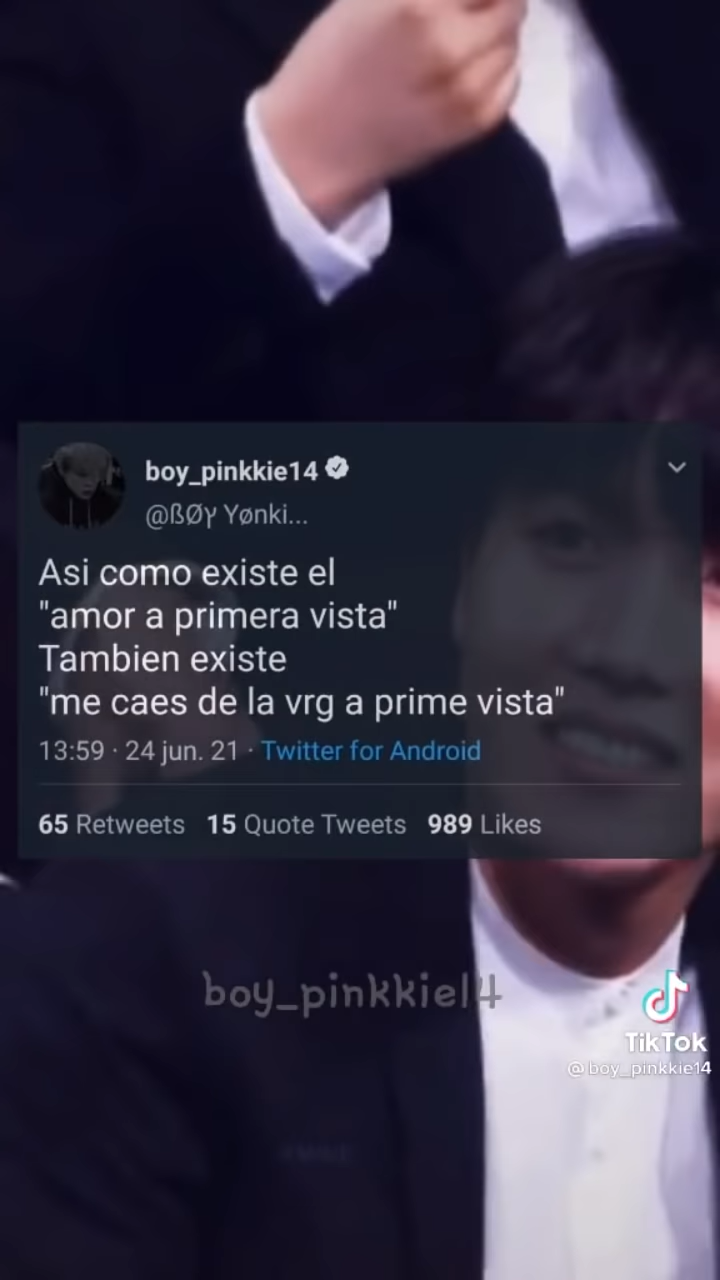 boy_pinkkie14
@ßØყ Yønki...
Asi como existe el
"amor a primera vista"
Tambien existe
"me caes de la vrg a prime vista"
13:59 · 24 jun. 21 · Twitter for Android
65 Retweets 15 Quote Tweets 989 Likes
boy_pinkkie14
TikTok
@boy_pinkkie14